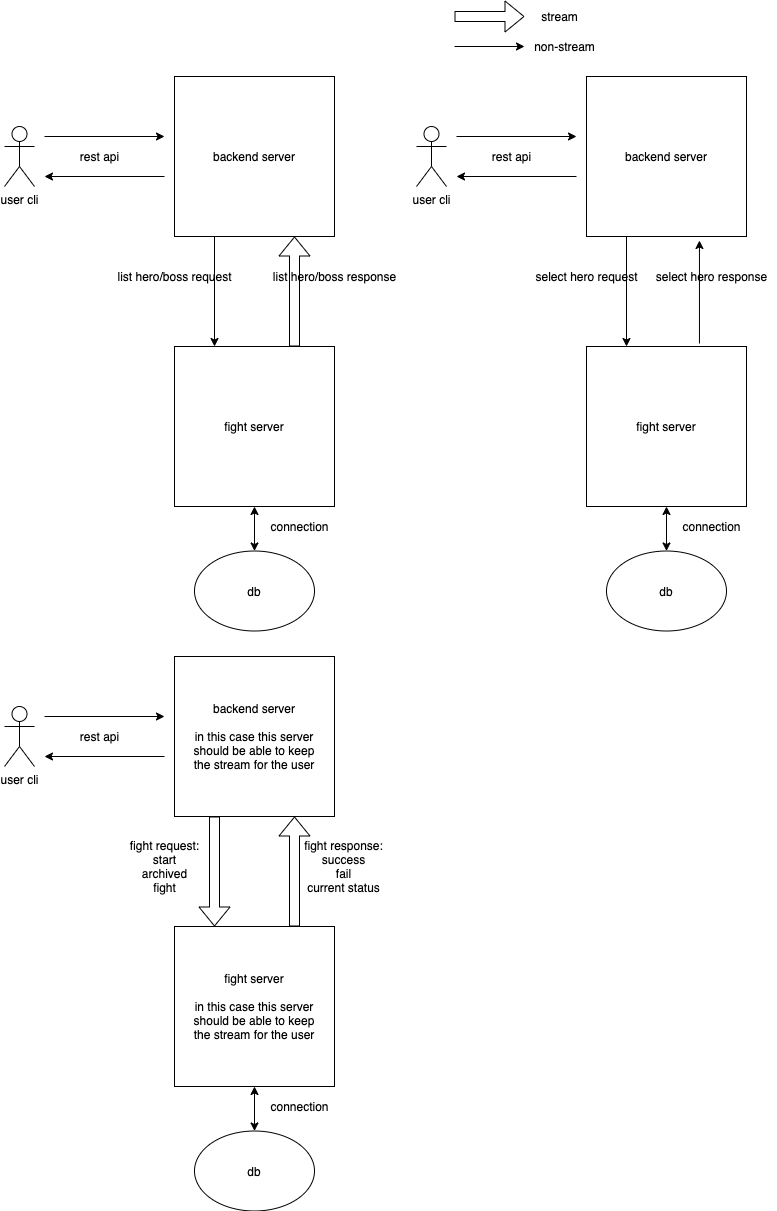 stream
non-stream
backend server
rest api
user cli
list hero/boss request
list hero/boss response
fight server
connection
db
backend server
rest api
user cli
select hero request
select hero response
fight server
connection
db
backend server
in this case this server
should be able to keep
the stream for the user
rest api
user cli
fight request:
start
archived
fight
fight response:
success
fail
current status
fight server
in this case this server
should be able to keep
the stream for the user
connection
db